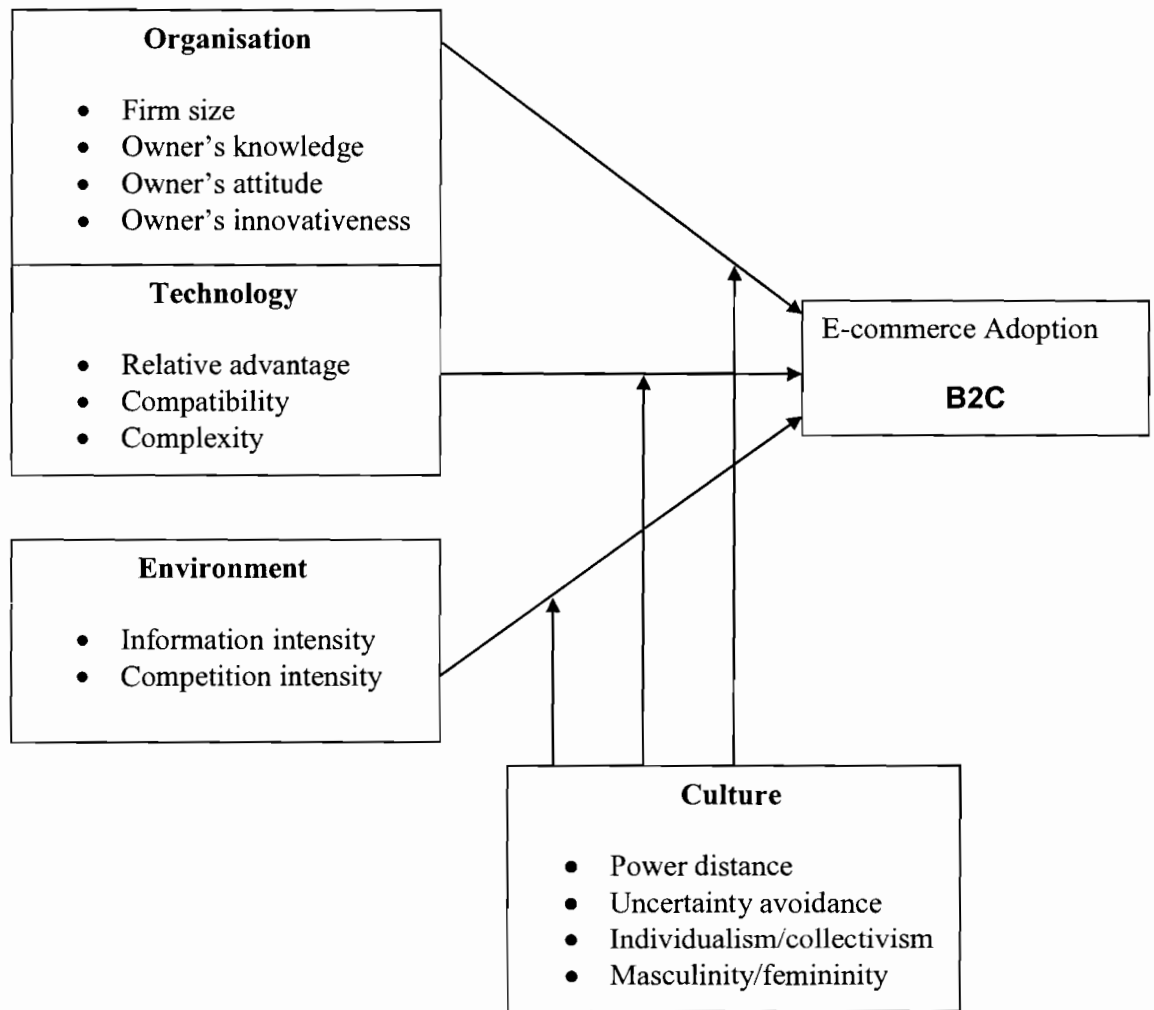 Organisation
• Firm size
• Owner's knowledge
• Owner's attitude
• Owner's innovativeness
Technology
• Relative advantage
• Compatibility
• Complexity
E-commerce Adoption
B2C
Environment
• Information intensity
• Competition intensity
Culture
• Power distance
• Uncertainty avoidance
• Individualism/collectivism
• Masculinity/femininity